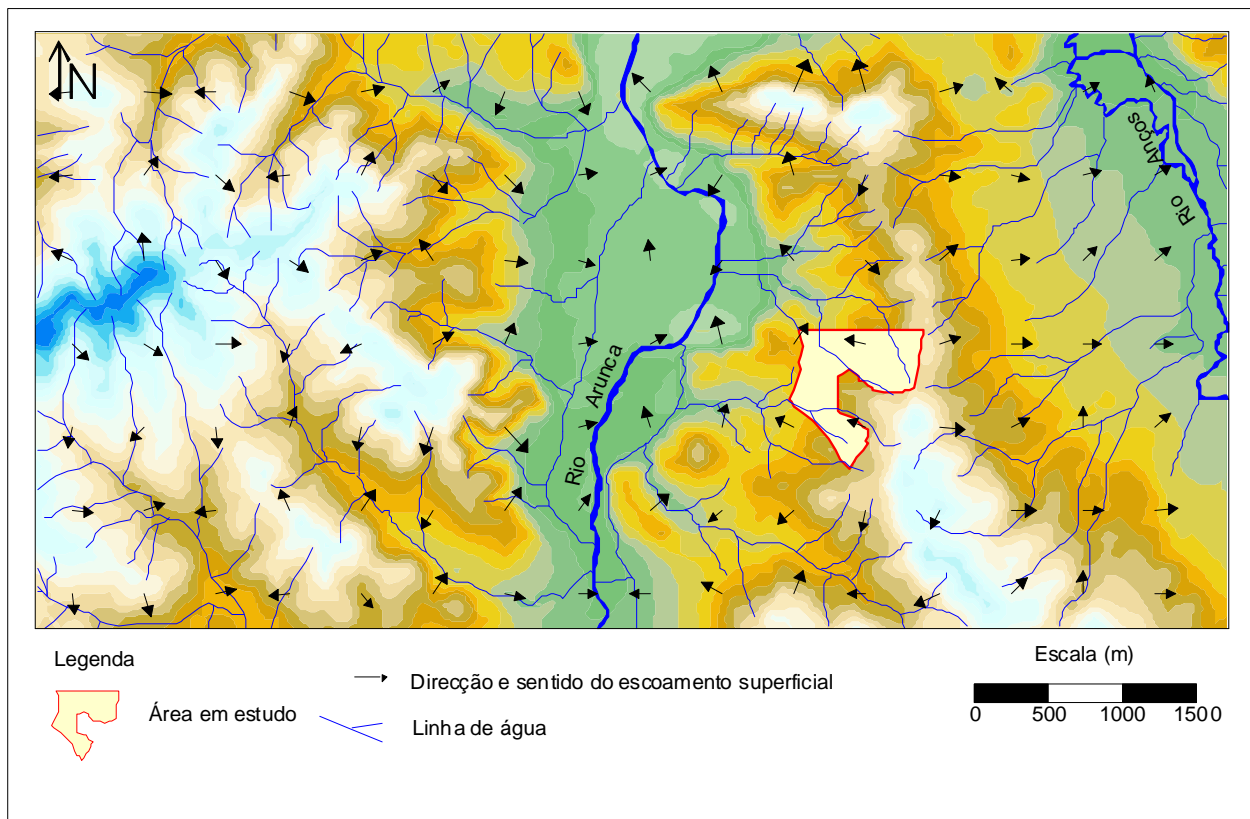 N
Rio Anços
Rio Arunca
Legenda
Área em estudo
Direcção e sentido do escoamento superficial
Linha de água
Escala (m)
0 500 1000 1500